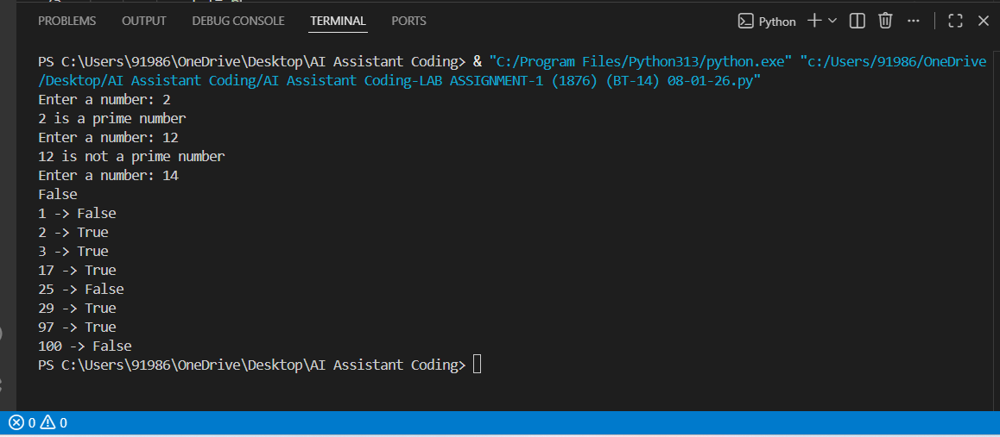 PROBLEMS OUTPUT DEBUG CONSOLE TERMINAL PORTS Python
PS C:\Users\91986\OneDrive\Desktop\AI Assistant Coding> & "C:/Program Files/Python313/python.exe" "c:/Users/91986/OneDrive
/Desktop/AI Assistant Coding/AI Assistant Coding-LAB ASSIGNMENT-1 (1876) (BT-14) 08-01-26.py"
Enter a number: 2
2 is a prime number
Enter a number: 12
12 is not a prime number
Enter a number: 14
False
1 -> False
2 -> True
3 -> True
17 -> True
25 -> False
29 -> True
97 -> True
100 -> False
PS C:\Users\91986\OneDrive\Desktop\AI Assistant Coding>
0 0